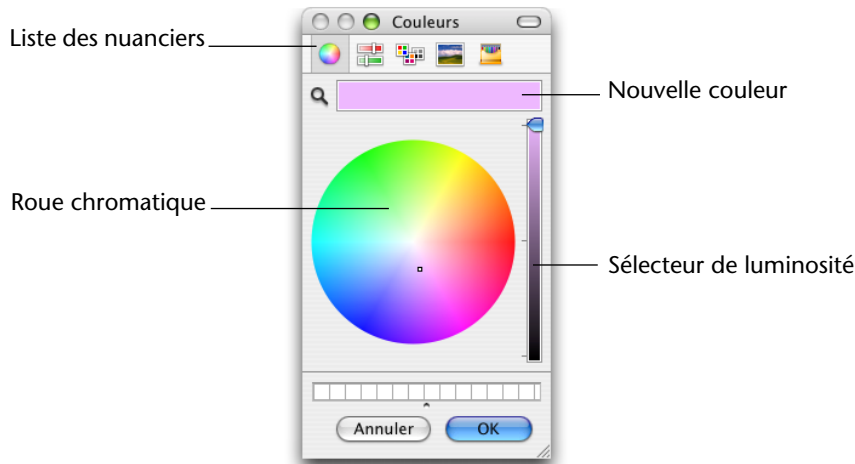 Couleurs
Liste des nuanciers
Nouvelle couleur
Roue chromatique
Sélecteur de luminosité
Annuler
OK